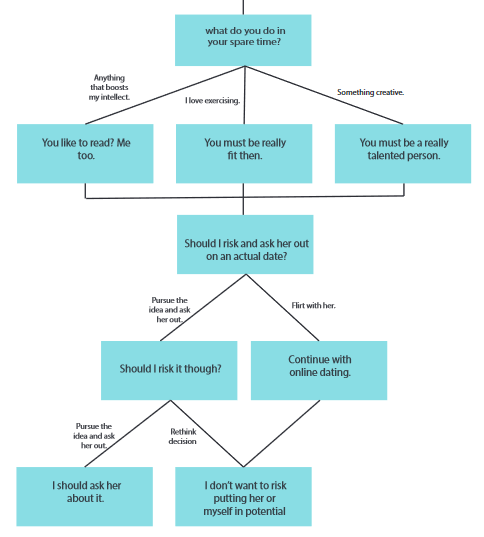 what do you do in
your spare time?
Anything
that boosts
my intellect.
I love exercising.
Something creative.
You like to read? Me
too.
You must be really
fit then.
You must be a really
talented person.
Should I risk and ask her out
on an actual date?
Pursue the
idea and ask
her out.
Flirt with her.
Should I risk it though?
Continue with
online dating.
Pursue the
idea and ask
her out.
Rethink
decision
I should ask her
about it.
I don't want to risk
putting her or
myself in potential